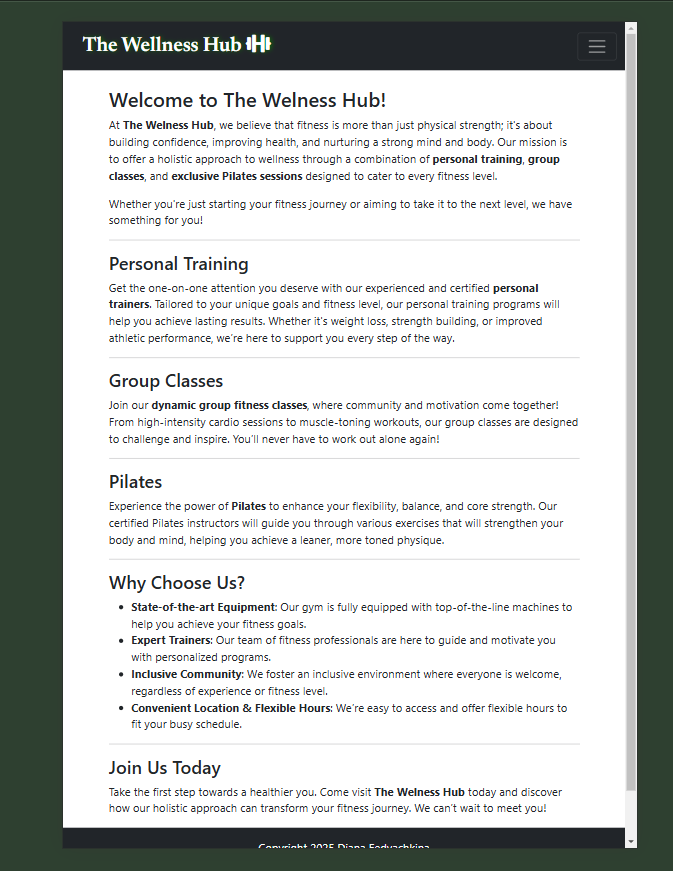 The Wellness Hub
Welcome to The Welness Hub!
At The Welness Hub, we believe that fitness is more than just physical strength; it's about
building confidence, improving health, and nurturing a strong mind and body. Our mission is
to offer a holistic approach to wellness through a combination of personal training, group
classes, and exclusive Pilates sessions designed to cater to every fitness level.
Whether you're just starting your fitness journey or aiming to take it to the next level, we have
something for you!
Personal Training
Get the one-on-one attention you deserve with our experienced and certified personal
trainers. Tailored to your unique goals and fitness level, our personal training programs will
help you achieve lasting results. Whether it's weight loss, strength building, or improved
athletic performance, we're here to support you every step of the way.
Group Classes
Join our dynamic group fitness classes, where community and motivation come together!
From high-intensity cardio sessions to muscle-toning workouts, our group classes are designed
to challenge and inspire. You'll never have to work out alone again!
Pilates
Experience the power of Pilates to enhance your flexibility, balance, and core strength. Our
certified Pilates instructors will guide you through various exercises that will strengthen your
body and mind, helping you achieve a leaner, more toned physique.
Why Choose Us?
• State-of-the-art Equipment: Our gym is fully equipped with top-of-the-line machines to
help you achieve your fitness goals.
• Expert Trainers: Our team of fitness professionals are here to guide and motivate you
with personalized programs.
• Inclusive Community: We foster an inclusive environment where everyone is welcome,
regardless of experience or fitness level.
• Convenient Location & Flexible Hours: We're easy to access and offer flexible hours to
fit your busy schedule.
Join Us Today
Take the first step towards a healthier you. Come visit The Welness Hub today and discover
how our holistic approach can transform your fitness journey. We can't wait to meet you!
Copyright 2025 Diana Fedyachkina